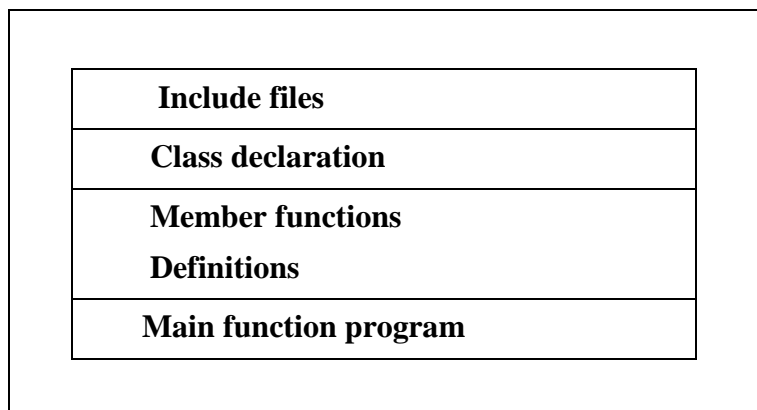 Include files
Class declaration
Member functions
Definitions
Main function program